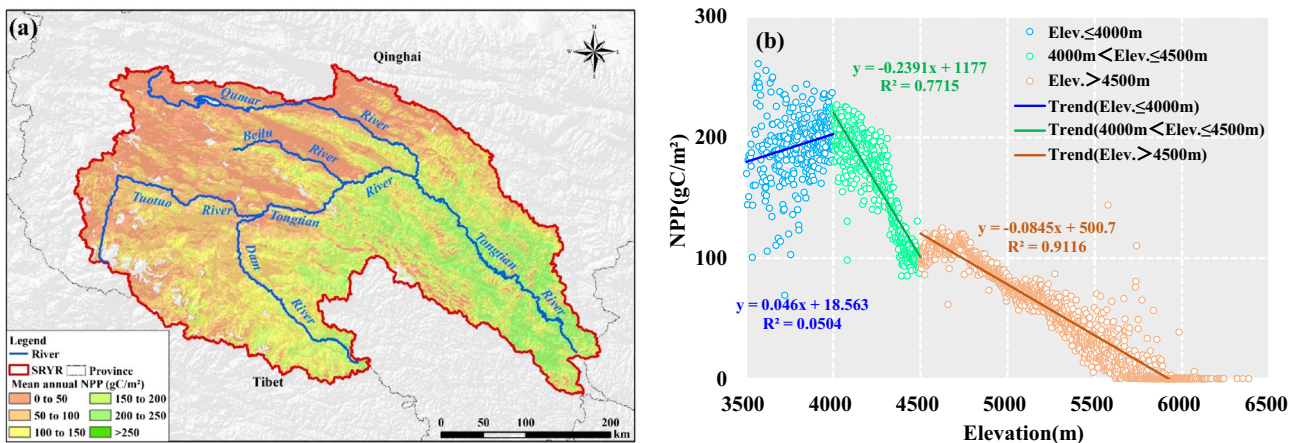 (a)
Qinghai
N
W E
S
Qumar
River
Beilu
River
River
Tuotuo
River
Tongtian
Tongtian
Dam
River
River
Tibet
Legend
River
SRYR Province
Mean annual NPP (gC/m²)
0 to 50 150 to 200
50 to 100 200 to 250
100 to 150 >250
0 50 100 200
km
(b)
NPP(gC/m²)
300
200
100
0
3500 4000 4500 5000 5500 6000 6500
Elevation(m)
Elev.≤4000m
4000m＜Elev.≤4500m
Elev.＞4500m
Trend(Elev.≤4000m)
Trend(4000m＜Elev.≤4500m)
Trend(Elev.＞4500m)
y = -0.2391x + 1177
R² = 0.7715
y = -0.0845x + 500.7
R² = 0.9116
y = 0.046x + 18.563
R² = 0.0504